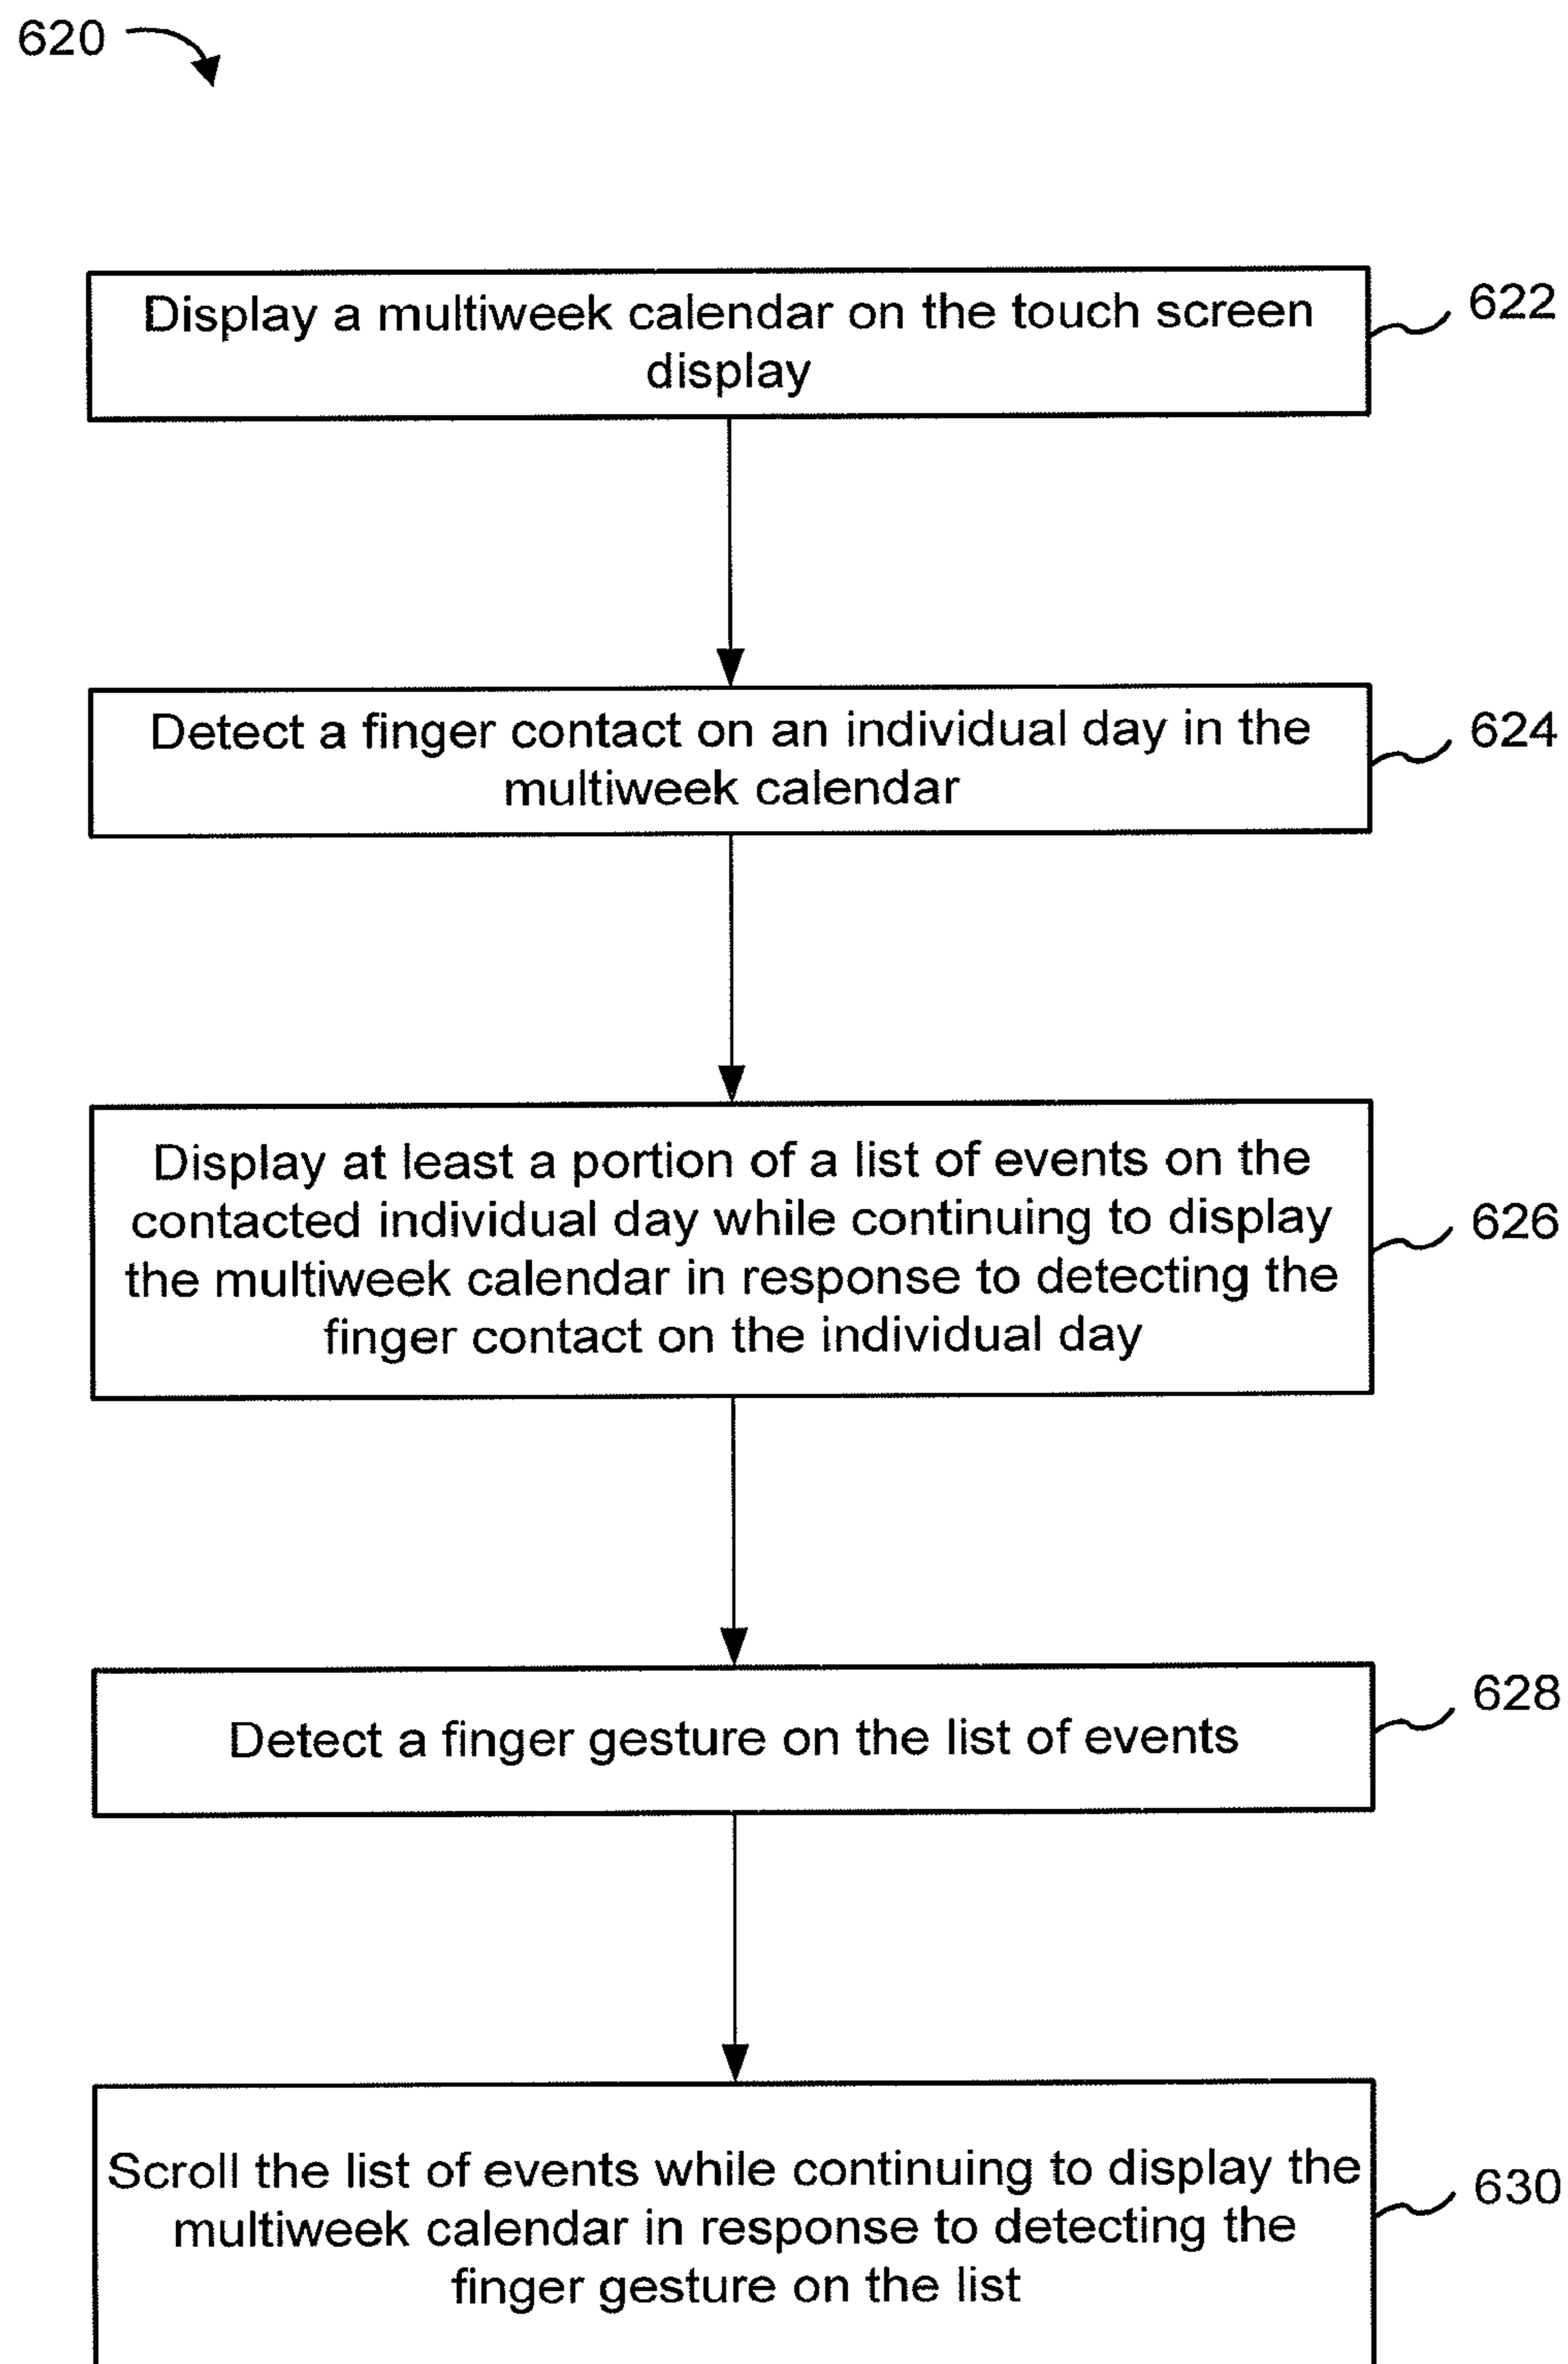 620
Display a multiweek calendar on the touch screen
display
622
Detect a finger contact on an individual day in the
multiweek calendar
624
Display at least a portion of a list of events on the
contacted individual day while continuing to display
the multiweek calendar in response to detecting the
finger contact on the individual day
626
Detect a finger gesture on the list of events
628
Scroll the list of events while continuing to display the
multiweek calendar in response to detecting the
finger gesture on the list
630